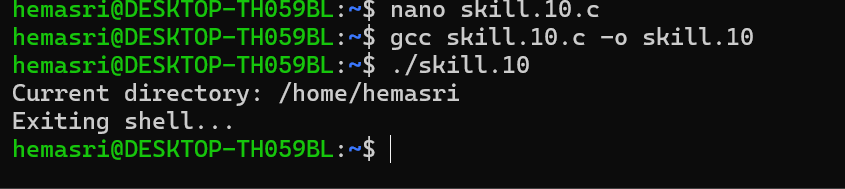 hemasri@DESKTOP-TH059BL:~$ nano skill.10.c
hemasri@DESKTOP-TH059BL:~$ gcc skill.10.c -o skill.10
hemasri@DESKTOP-TH059BL:~$ ./skill.10
Current directory: /home/hemasri
Exiting shell...
hemasri@DESKTOP-TH059BL:~$